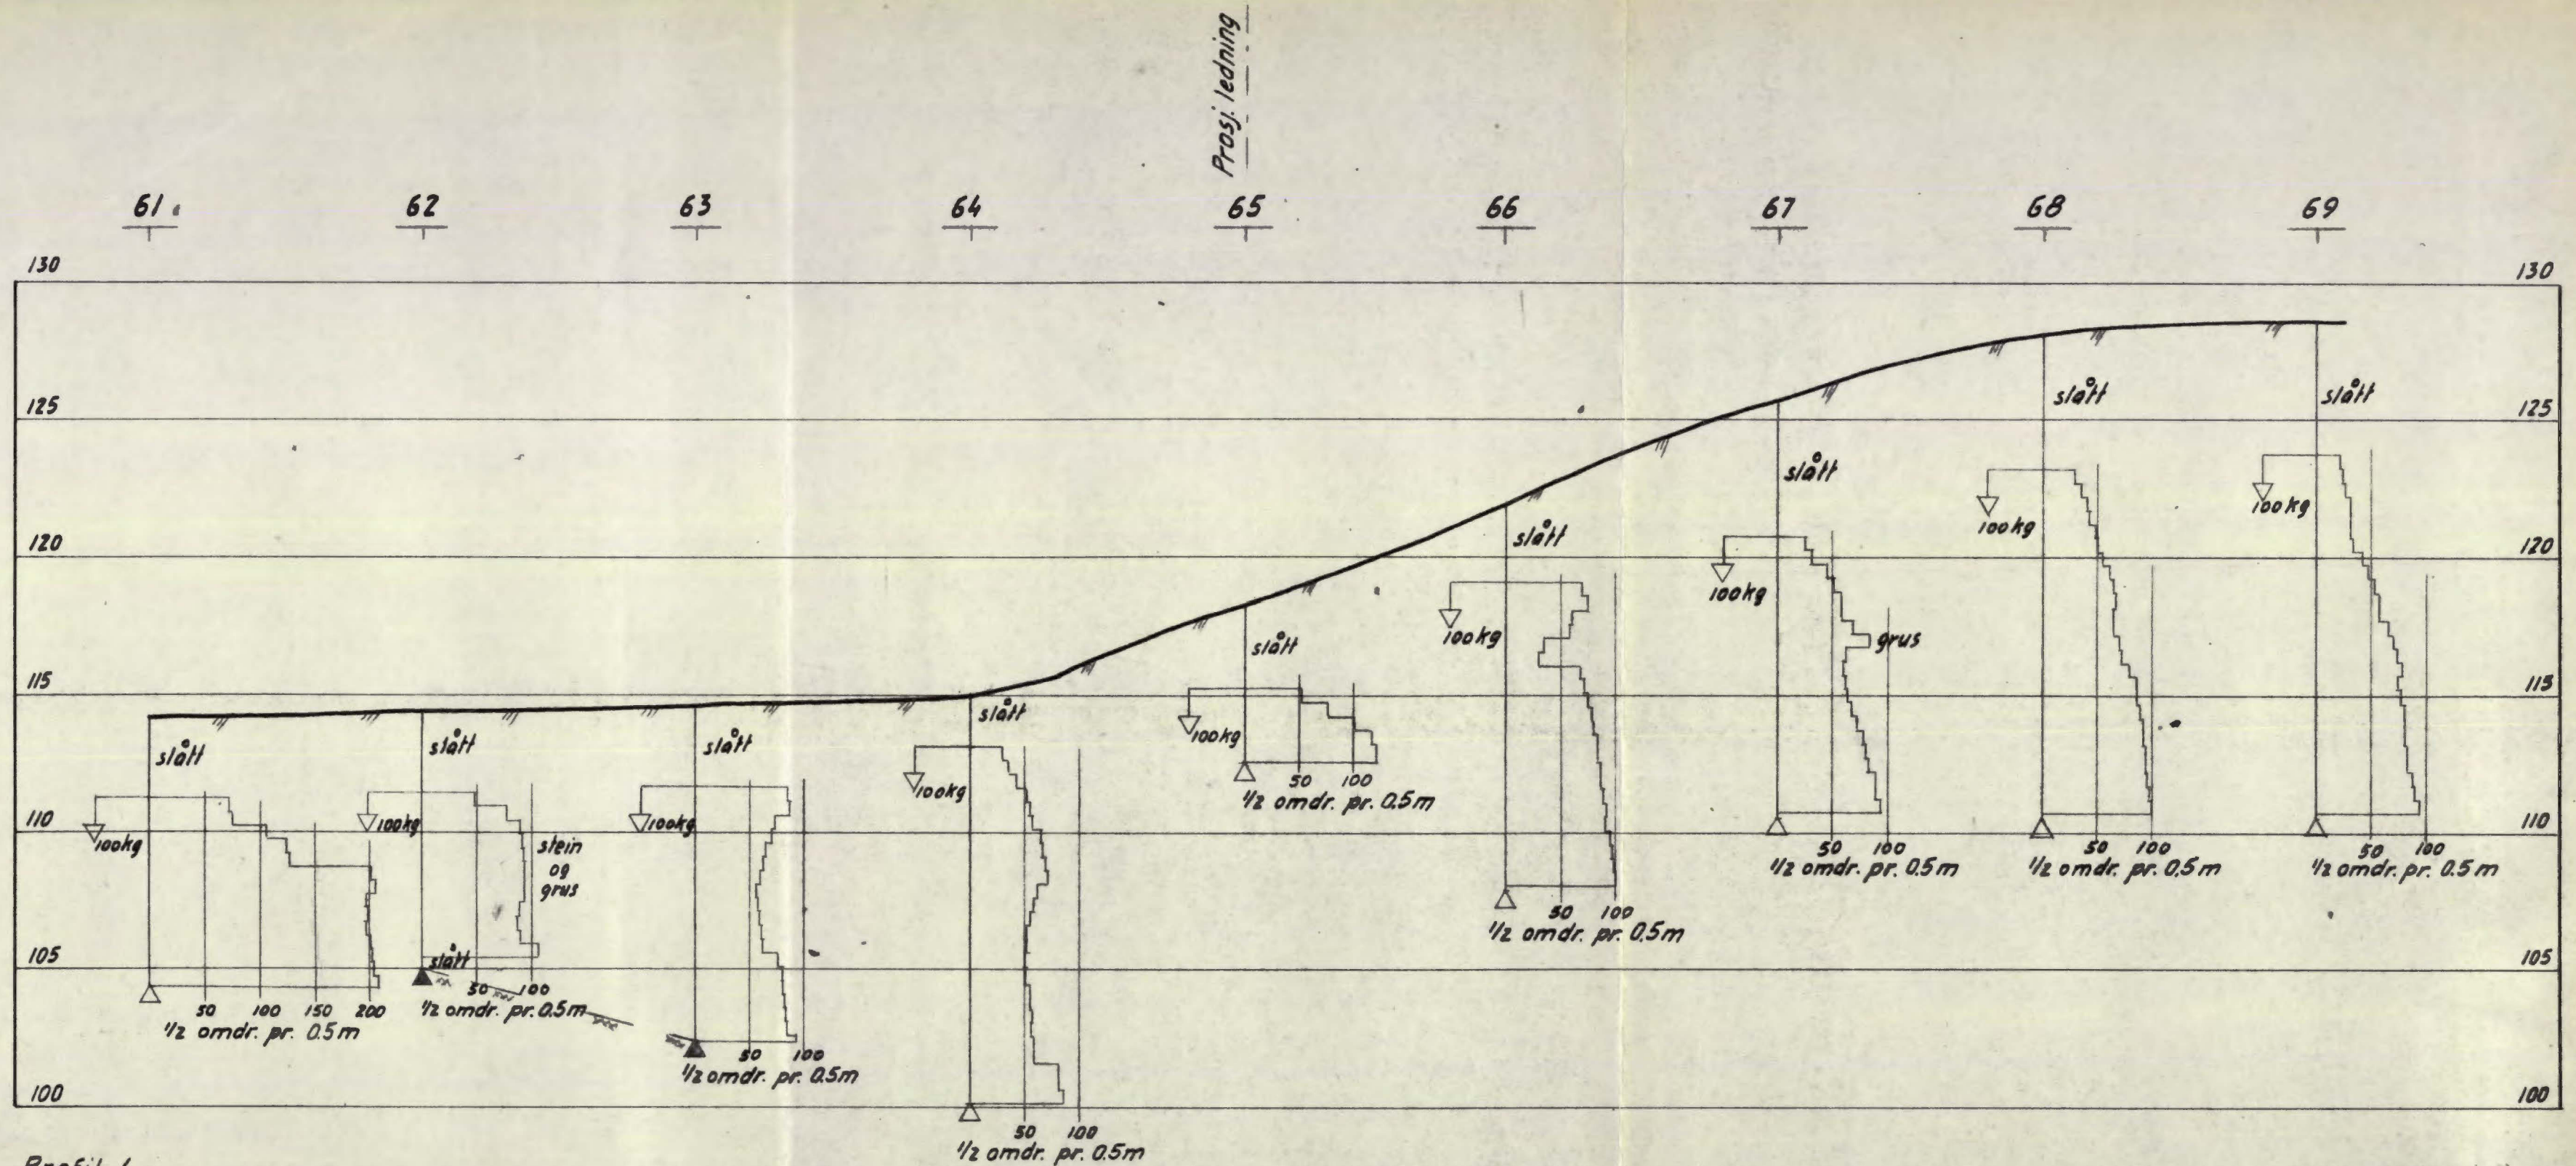 Prosj. ledning
61 62 63 64 65 66 67 68 69
130 130
125 125
120 120
115 115
110 110
105 105
100 100
slått
100kg
50 100 150 200
1/2 omdr. pr. 0.5m
slått
100kg
stein
og
grus
slått
50 100
1/2 omdr. pr. 0.5m
slått
100kg
50 100
1/2 omdr. pr. 0.5m
slått
100kg
50 100
1/2 omdr. pr. 0.5m
slått
100kg
50 100
1/2 omdr. pr. 0.5m
slått
100kg
50 100
1/2 omdr. pr. 0.5m
slått
100kg
grus
50 100
1/2 omdr. pr. 0.5m
slått
100kg
50 100
1/2 omdr. pr. 0.5m
slått
100kg
50 100
1/2 omdr. pr. 0.5m